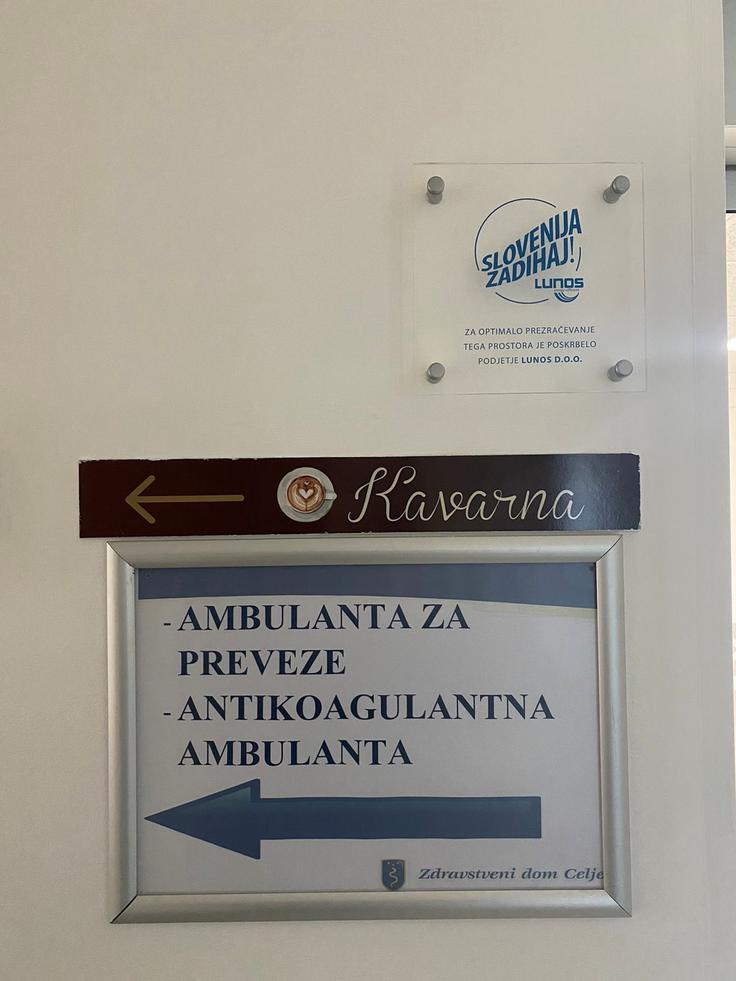 SLOVENIJA
ZADIHAJ!
LUNOS
ZA OPTIMALO PREZRAČEVANJE
TEGA PROSTORA JE POSKRBELO
PODJETJE LUNOS D.O.O.
Kavarna
- AMBULANTA ZA
PREVEZE
- ANTIKOAGULANTNA
AMBULANTA
Zdravstveni dom Celje